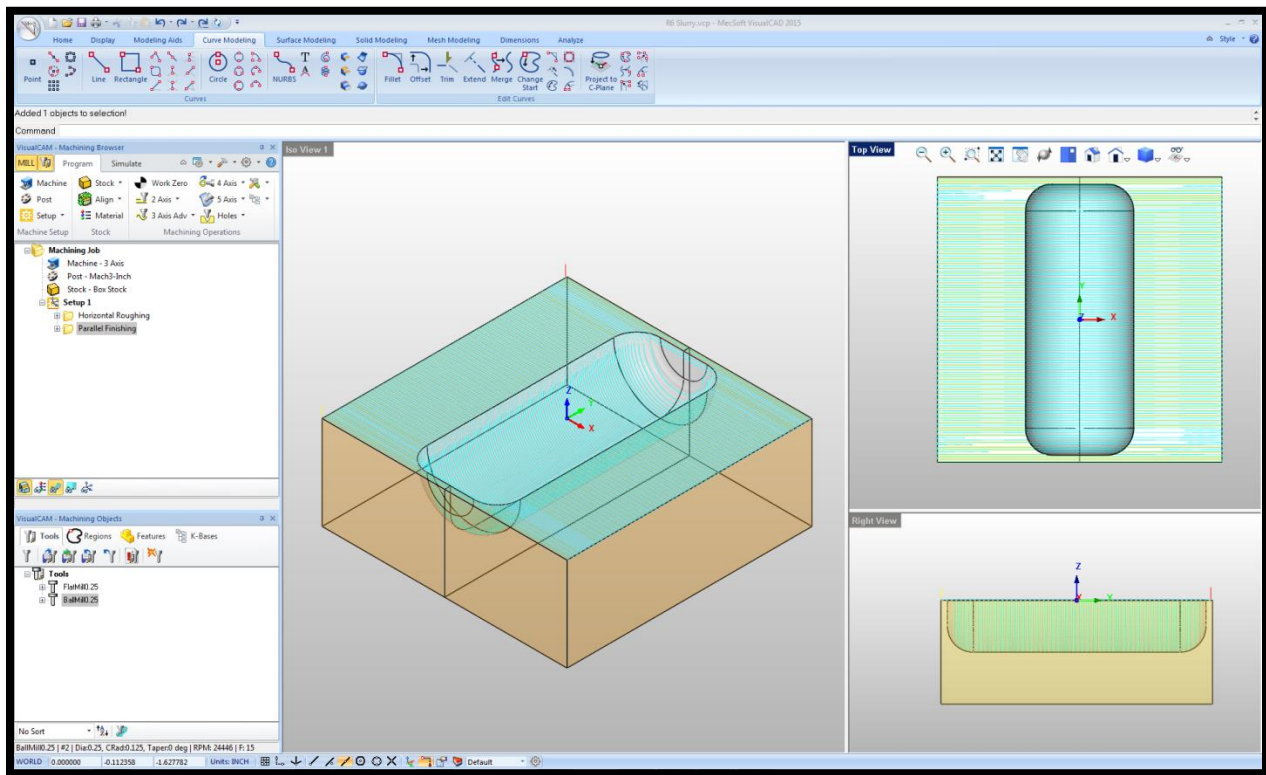 R6 Slurry.vcp - MecSoft VisualCAD 2015
Home Display Modeling Aids Curve Modeling Surface Modeling Solid Modeling Mesh Modeling Dimensions Analyze Style
Point Line Rectangle Circle NURBS Fillet Offset Trim Extend Merge Change Start Project to C-Plane
Curves Edit Curves
Added 1 objects to selection!
Command
VisualCAM - Machining Browser
MILL Program Simulate
Machine Stock Work Zero 4 Axis
Post Align 2 Axis 5 Axis
Setup Material 3 Axis Adv Holes
Machine Setup Stock Machining Operations
Machining Job
Machine - 3 Axis
Post - Mach3-Inch
Stock - Box Stock
Setup 1
Horizontal Roughing
Parallel Finishing
VisualCAM - Machining Objects
Tools Regions Features K-Bases
Tools
FlatMill0.25
BallMill0.25
No Sort
BallMill0.25 | #2 | Dia:0.25, CRad:0.125, Taper:0 deg | RPM: 24446 | F: 15
WORLD 0.000000 -0.112358 -1.627782 Units: INCH Default
Iso View 1
Z
Y
X
Top View
Y
Z X
Right View
Z
X Y